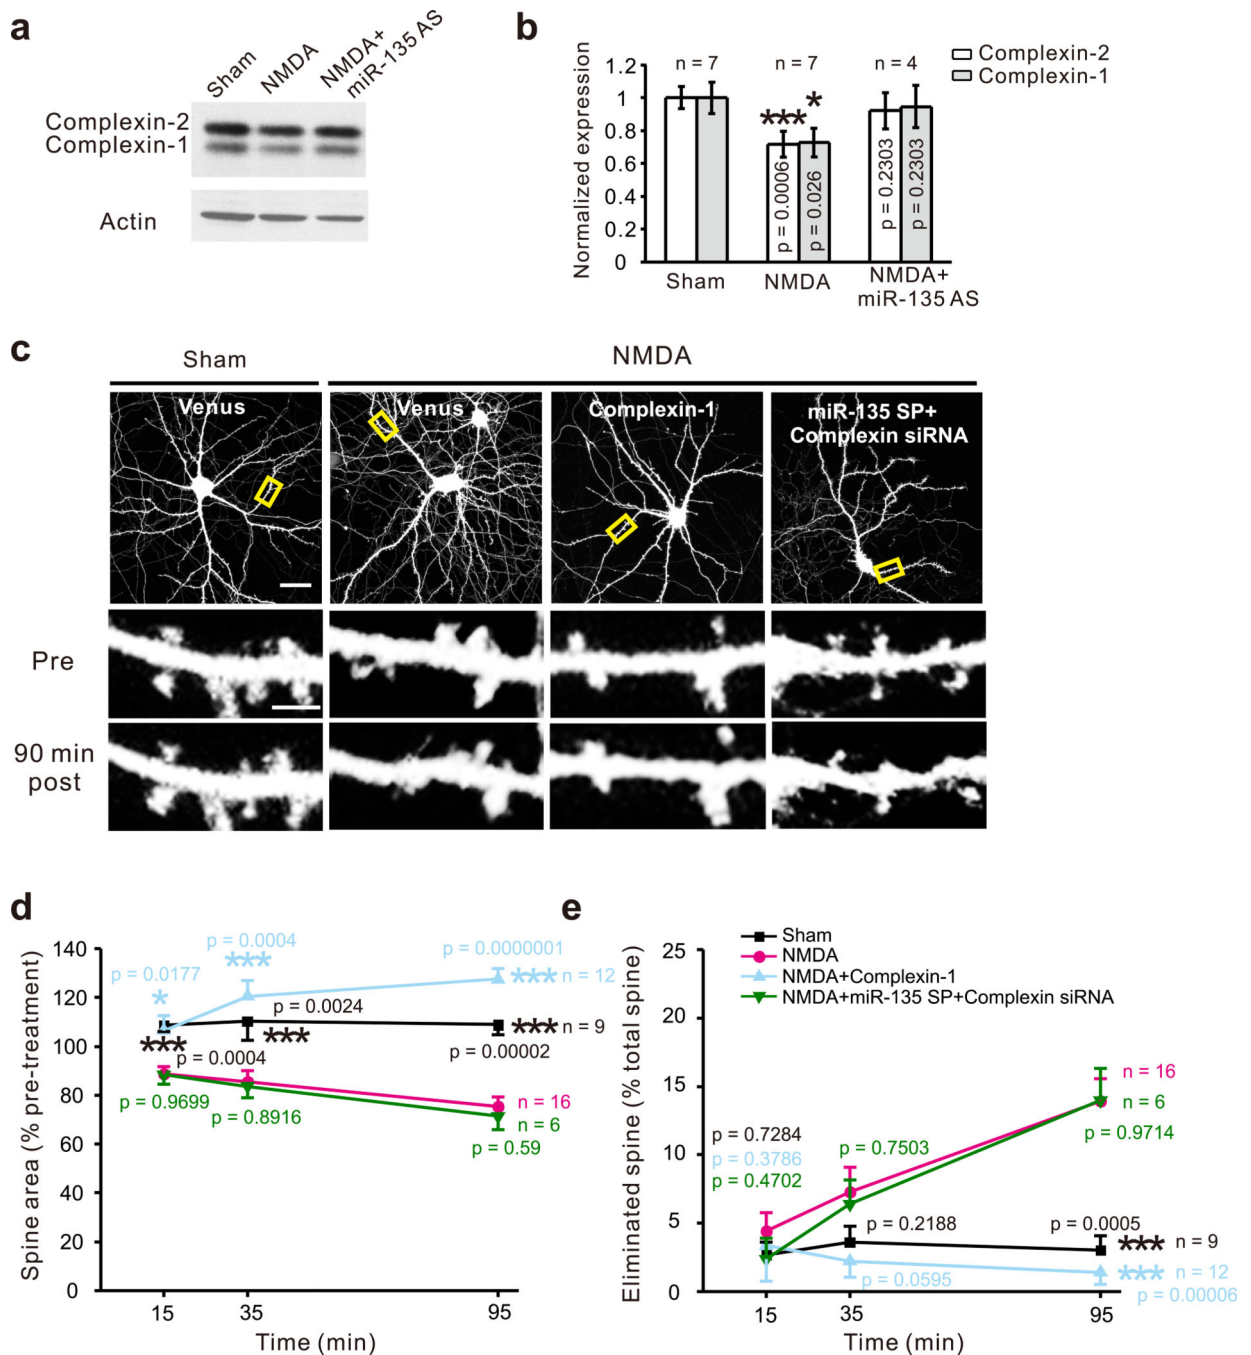 a
Sham
NMDA
NMDA+
miR-135 AS
Complexin-2
Complexin-1
Actin
b
Complexin-2
Complexin-1
n = 7
n = 7
n = 4
Normalized expression
1.2
1
0.8
0.6
0.4
0.2
0
***
*
p = 0.0006
p = 0.026
p = 0.2303
p = 0.2303
Sham
NMDA
NMDA+
miR-135 AS
c
Sham
NMDA
Venus
Venus
Complexin-1
miR-135 SP+
Complexin siRNA
Pre
90 min
post
d
Spine area (% pre-treatment)
140
120
100
80
60
40
20
0
p = 0.0177
*
p = 0.0004
***
p = 0.0000001
*** n = 12
p = 0.0024
***
***
p = 0.0004
*** n = 9
p = 0.00002
p = 0.9699
p = 0.8916
n = 16
n = 6
p = 0.59
15
35
95
Time (min)
e
Sham
NMDA
NMDA+Complexin-1
NMDA+miR-135 SP+Complexin siRNA
Eliminated spine (% total spine)
25
20
15
10
5
0
n = 16
n = 6
p = 0.9714
p = 0.7284
p = 0.3786
p = 0.4702
p = 0.7503
p = 0.2188
p = 0.0005
*** n = 9
p = 0.0595
*** n = 12
p = 0.00006
15
35
95
Time (min)